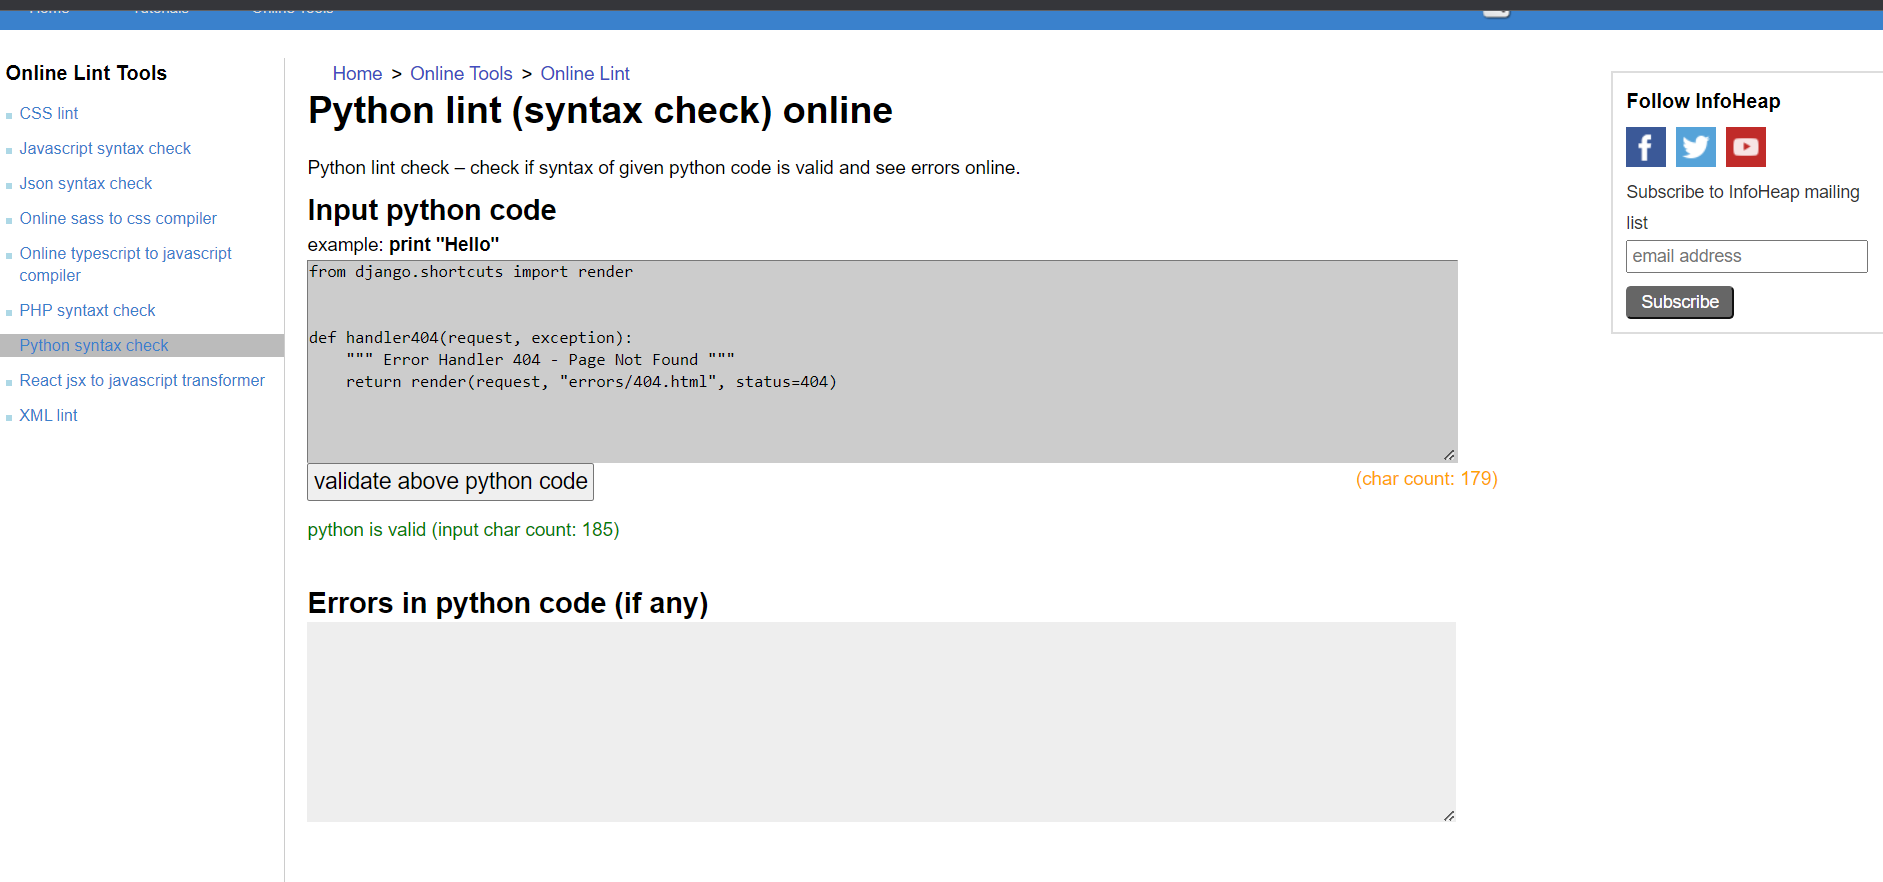 Online Lint Tools
CSS lint
Javascript syntax check
Json syntax check
Online sass to css compiler
Online typescript to javascript
compiler
PHP syntaxt check
Python syntax check
React jsx to javascript transformer
XML lint
Home > Online Tools > Online Lint
Python lint (syntax check) online
Python lint check – check if syntax of given python code is valid and see errors online.
Input python code
example: print "Hello"
from django.shortcuts import render
def handler404(request, exception):
    """ Error Handler 404 - Page Not Found """
    return render(request, "errors/404.html", status=404)
validate above python code
(char count: 179)
python is valid (input char count: 185)
Errors in python code (if any)
Follow InfoHeap
Subscribe to InfoHeap mailing
list
email address
Subscribe